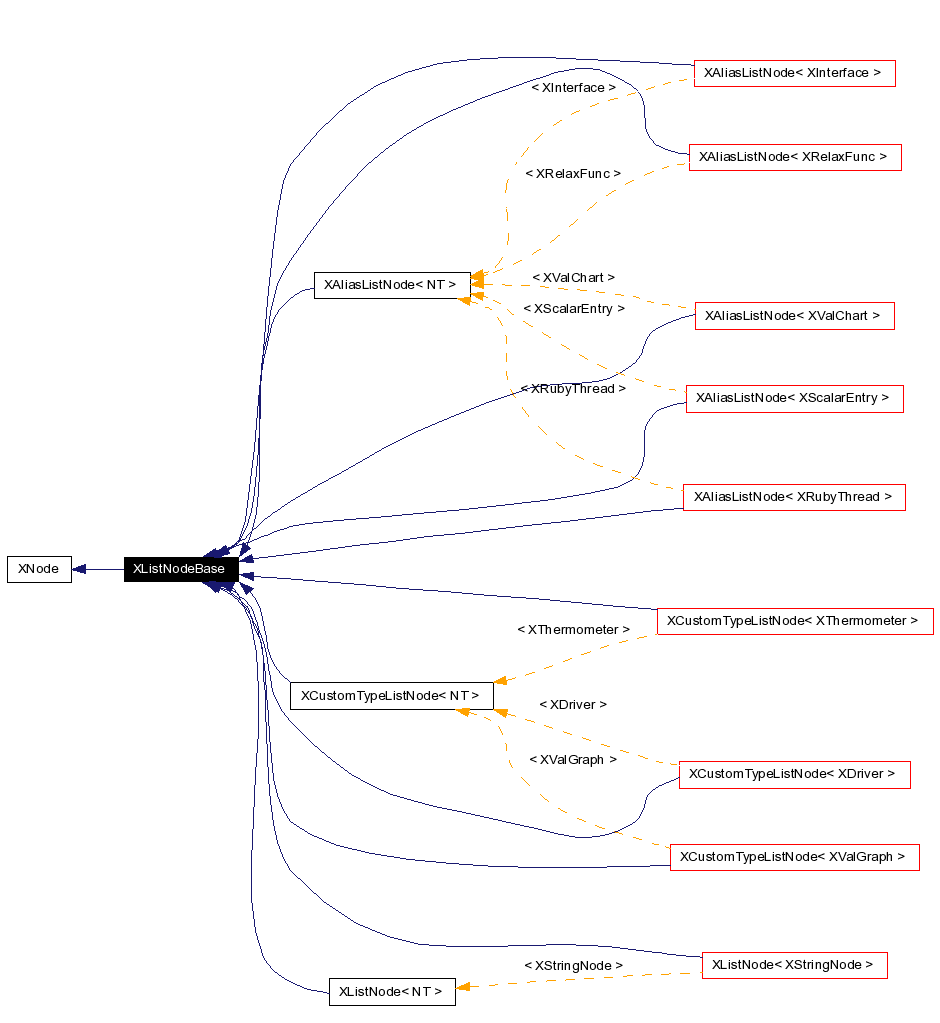 XAliasListNode< XInterface >
< XInterface >
XAliasListNode< XRelaxFunc >
< XRelaxFunc >
< XValChart >
XAliasListNode< NT >
< XScalarEntry >
XAliasListNode< XValChart >
< XRubyThread >
XAliasListNode< XScalarEntry >
XAliasListNode< XRubyThread >
XNode
XListNodeBase
XCustomTypeListNode< XThermometer >
< XThermometer >
XCustomTypeListNode< NT >
< XDriver >
< XValGraph >
XCustomTypeListNode< XDriver >
XCustomTypeListNode< XValGraph >
< XStringNode >
XListNode< XStringNode >
XListNode< NT >